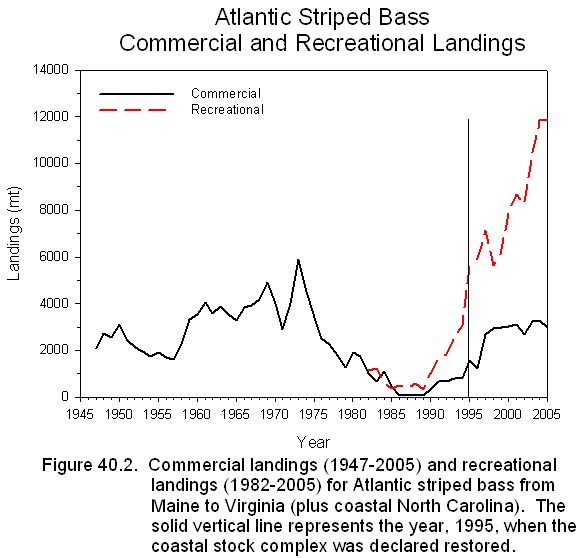 Atlantic Striped Bass
Commercial and Recreational Landings
14000
12000
10000
8000
6000
4000
2000
0
Landings (mt)
Commercial
Recreational
1945 1950 1955 1960 1965 1970 1975 1980 1985 1990 1995 2000 2005
Year
Figure 40.2. Commercial landings (1947-2005) and recreational
landings (1982-2005) for Atlantic striped bass from
Maine to Virginia (plus coastal North Carolina). The
solid vertical line represents the year, 1995, when the
coastal stock complex was declared restored.